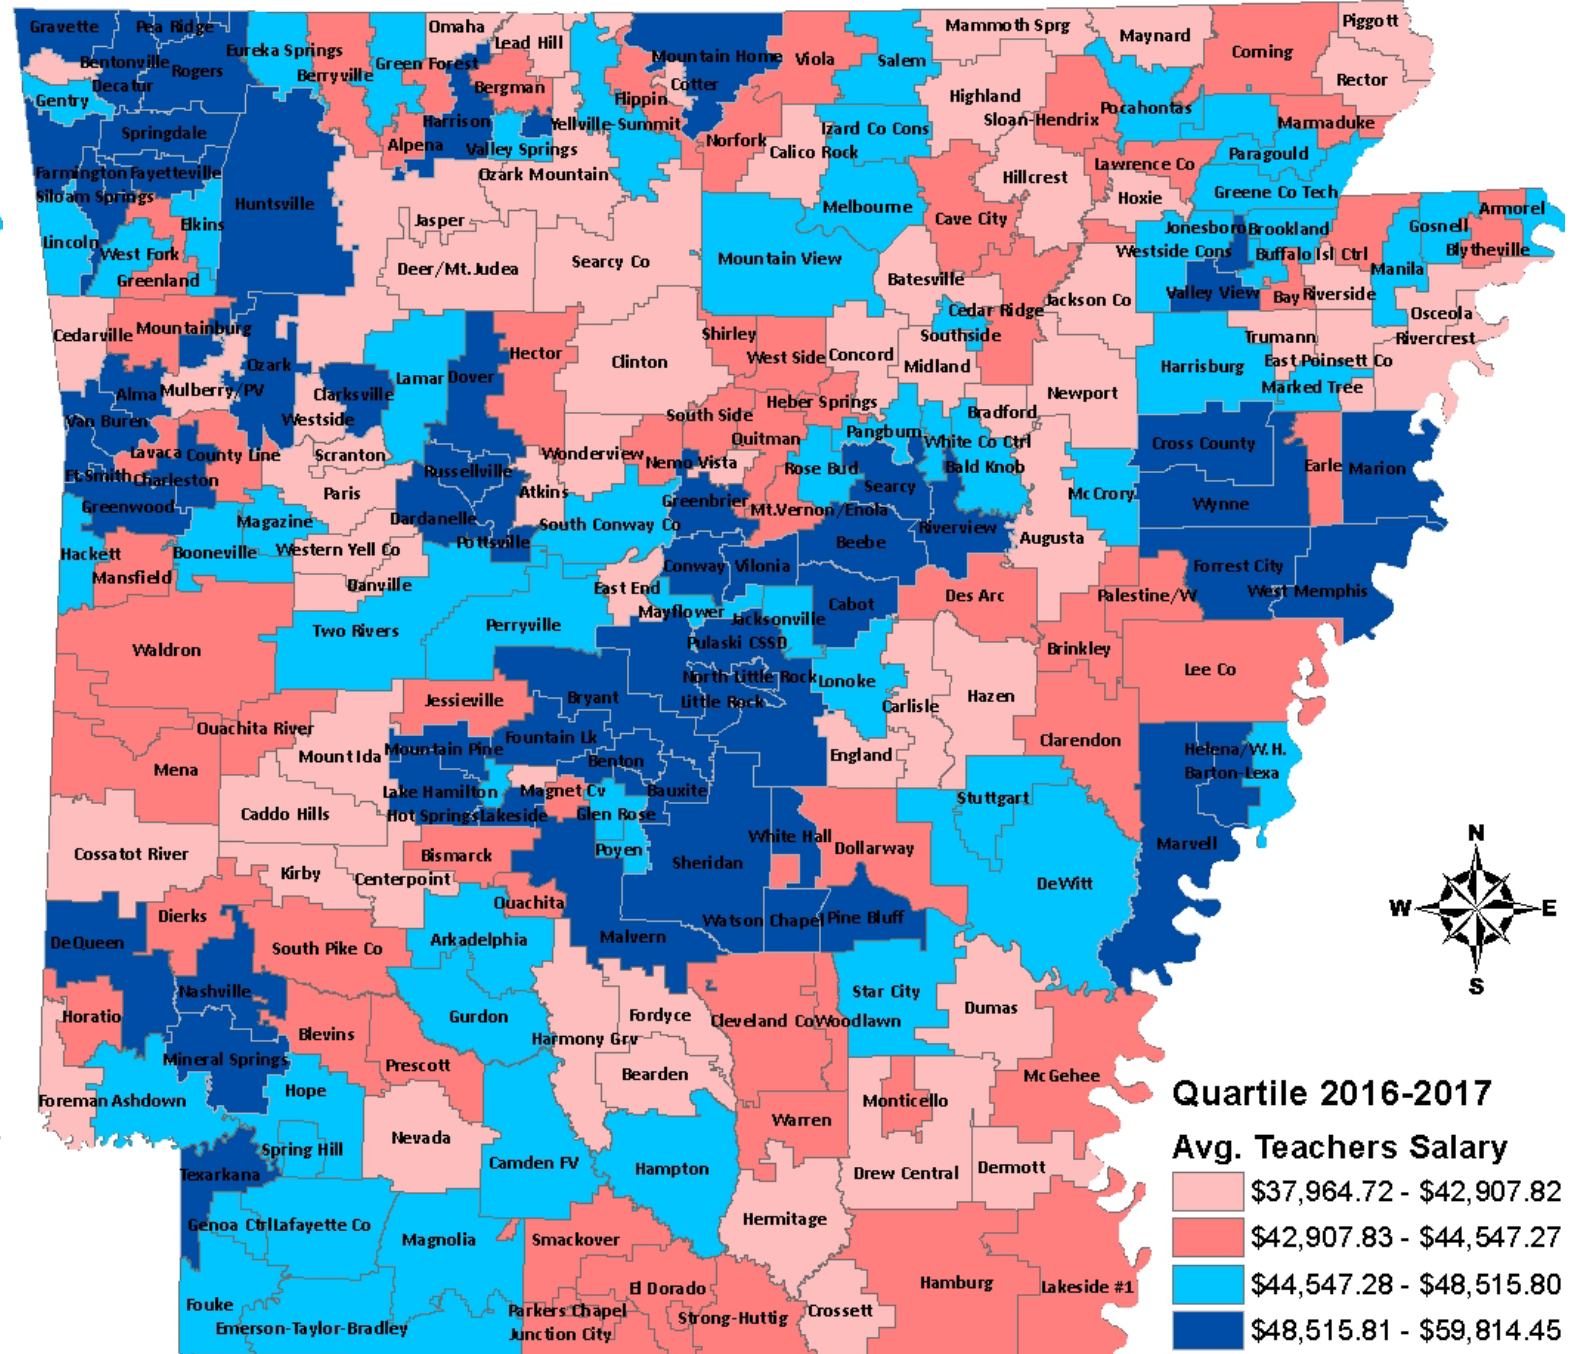 Gravette
Pea Ridge
Omaha
Lead Hill
Mammoth Sprg
Maynard
Piggott
Eureka Springs
Bentonville
Rogers
Decatur
Gentry
Berryville
Green Forest
Bergman
Mountain Home
Cotter
Flippin
Viola
Salem
Corning
Rector
Highland
Sloan-Hendrix
Pocahontas
Marmaduke
Springdale
Harrison
Alpena
Valley Springs
Yellville-Summit
Norfork
Calico Rock
Izard Co Cons
Lawrence Co
Paragould
Farmington
Fayetteville
Siloam Springs
Huntsville
Ozark Mountain
Hillcrest
Hoxie
Greene Co Tech
Elkins
Jasper
Melbourne
Cave City
Jonesboro
Brookland
Gosnell
Armorel
Lincoln
West Fork
Greenland
Deer/Mt.Judea
Searcy Co
Mountain View
Batesville
Westside Cons
Buffalo Isl Ctrl
Blytheville
Manila
Valley View
Bay
Riverside
Jackson Co
Cedar Ridge
Southside
Osceola
Rivercrest
Cedarville
Mountainburg
Ozark
Hector
Shirley
West Side
Concord
Midland
Clinton
Trumann
East Poinsett Co
Harrisburg
Marked Tree
Alma
Mulberry/PV
Clarksville
Lamar
Dover
Newport
Van Buren
Westside
Heber Springs
South Side
Bradford
Quitman
Pangburn
White Co Ctrl
Cross County
Lavaca
County Line
Scranton
Russellville
Wonderview
Nemo Vista
Rose Bud
Bald Knob
Earle
Marion
Ft.Smith
Charleston
Paris
Atkins
Greenbrier
Searcy
McCrory
Wynne
Greenwood
Magazine
Dardanelle
South Conway Co
Mt.Vernon/Enola
Riverview
Hackett
Booneville
Western Yell Co
Pottsville
Beebe
Augusta
Mansfield
Danville
Conway
Vilonia
Forrest City
East End
Mayflower
Cabot
Des Arc
Palestine/W
West Memphis
Waldron
Two Rivers
Perryville
Jacksonville
Pulaski CSSD
Brinkley
Lee Co
North Little Rock
Little Rock
Lonoke
Carlisle
Hazen
Jessieville
Bryant
Ouachita River
Mount Ida
Mountain Pine
Fountain Lk
Benton
England
Clarendon
Helena/W.H.
Barton-Lexa
Mena
Lake Hamilton
Magnet Cv
Bauxite
Stuttgart
Caddo Hills
Hot Springs
Lakeside
Glen Rose
White Hall
Dollarway
Marvell
Cossatot River
Bismarck
Poyen
Sheridan
DeWitt
N
Kirby
Centerpoint
W
E
S
Dierks
Ouachita
Watson Chapel
Pine Bluff
DeQueen
South Pike Co
Arkadelphia
Malvern
Nashville
Star City
Dumas
Horatio
Blevins
Gurdon
Harmony Grv
Fordyce
Cleveland Co
Woodlawn
Mineral Springs
Prescott
Bearden
McGehee
Foreman
Ashdown
Hope
Monticello
Warren
Nevada
Spring Hill
Texarkana
Camden FV
Hampton
Drew Central
Dermott
Genoa Ctrl
Lafayette Co
Magnolia
Smackover
Hermitage
Fouke
Emerson-Taylor-Bradley
El Dorado
Parkers Chapel
Junction City
Strong-Huttig
Crossett
Hamburg
Lakeside #1
Quartile 2016-2017
Avg. Teachers Salary
$37,964.72 - $42,907.82
$42,907.83 - $44,547.27
$44,547.28 - $48,515.80
$48,515.81 - $59,814.45